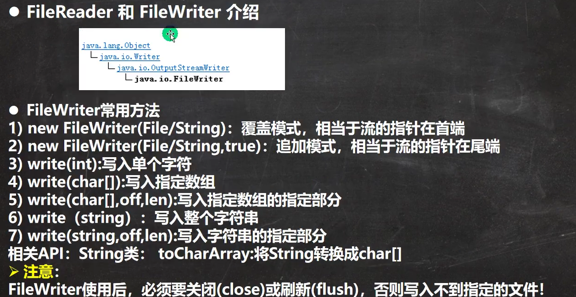 ● FileReader 和 FileWriter 介绍
java.lang.Object
java.io.Writer
java.io.OutputStreamWriter
java.io.FileWriter
● FileWriter常用方法
1) new FileWriter(File/String)：覆盖模式，相当于流的指针在首端
2) new FileWriter(File/String,true)：追加模式，相当于流的指针在尾端
3) write(int):写入单个字符
4) write(char[]):写入指定数组
5) write(char[],off,len):写入指定数组的指定部分
6) write（string）：写入整个字符串
7) write(string,off,len):写入字符串的指定部分
相关API：String类： toCharArray:将String转换成char[]
➢ 注意：
FileWriter使用后，必须要关闭(close)或刷新(flush)，否则写入不到指定的文件！